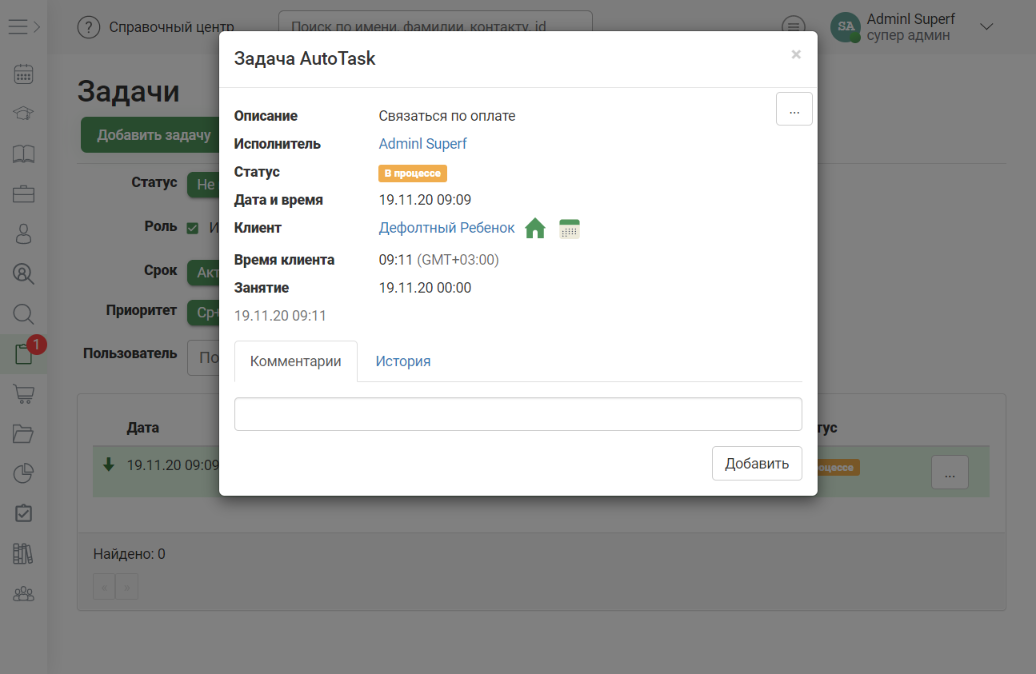 Справочный центр
Поиск по имени, фамилии, контакту, id
SA
Adminl Superf
супер админ
Задачи
Добавить задачу
Статус
Не
Роль
И
Срок
Акт
Приоритет
Ср+
Пользователь
По
1
Задача AutoTask
×
...
Описание Связаться по оплате
Исполнитель Adminl Superf
Статус В процессе
Дата и время 19.11.20 09:09
Клиент Дефолтный Ребенок
Время клиента 09:11 (GMT+03:00)
Занятие 19.11.20 00:00
19.11.20 09:11
Комментарии История
Добавить
Дата
тус
19.11.20 09:09
оцессе
...
Найдено: 0